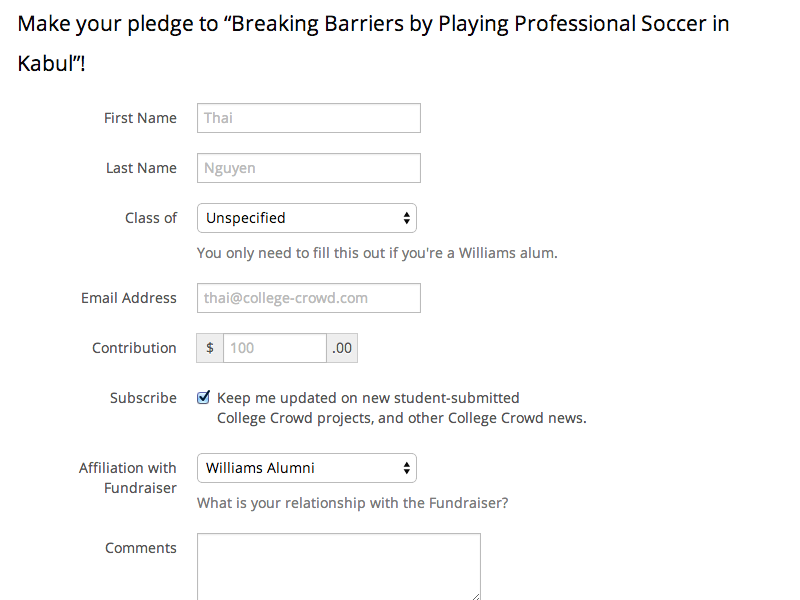 Make your pledge to “Breaking Barriers by Playing Professional Soccer in
Kabul”!
First Name Thai
Last Name Nguyen
Class of Unspecified
You only need to fill this out if you're a Williams alum.
Email Address thai@college-crowd.com
Contribution $ 100 .00
Subscribe Keep me updated on new student-submitted
College Crowd projects, and other College Crowd news.
Affiliation with Williams Alumni
Fundraiser
What is your relationship with the Fundraiser?
Comments